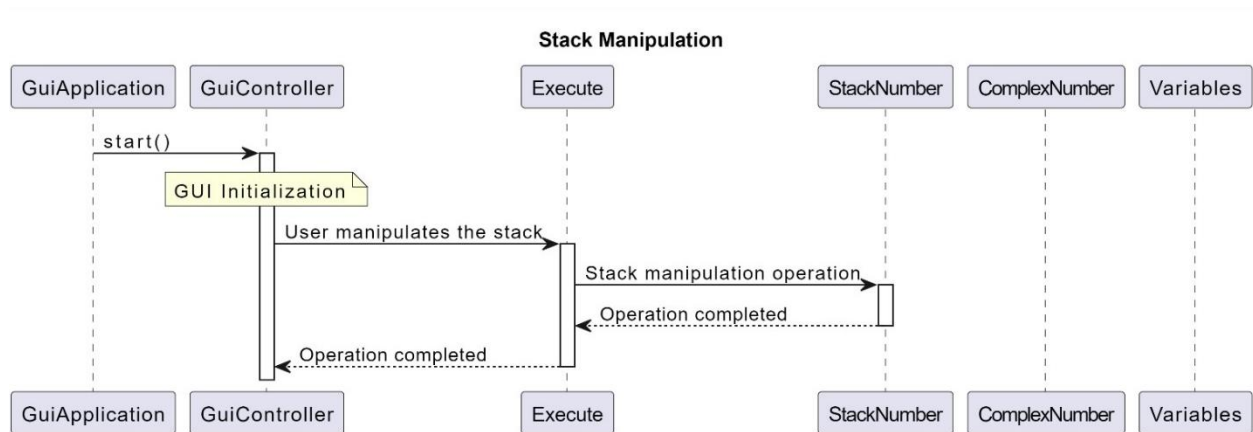 Stack Manipulation
GuiApplication GuiController Execute StackNumber ComplexNumber Variables
start()
GUI Initialization
User manipulates the stack
Stack manipulation operation
Operation completed
Operation completed
GuiApplication GuiController Execute StackNumber ComplexNumber Variables